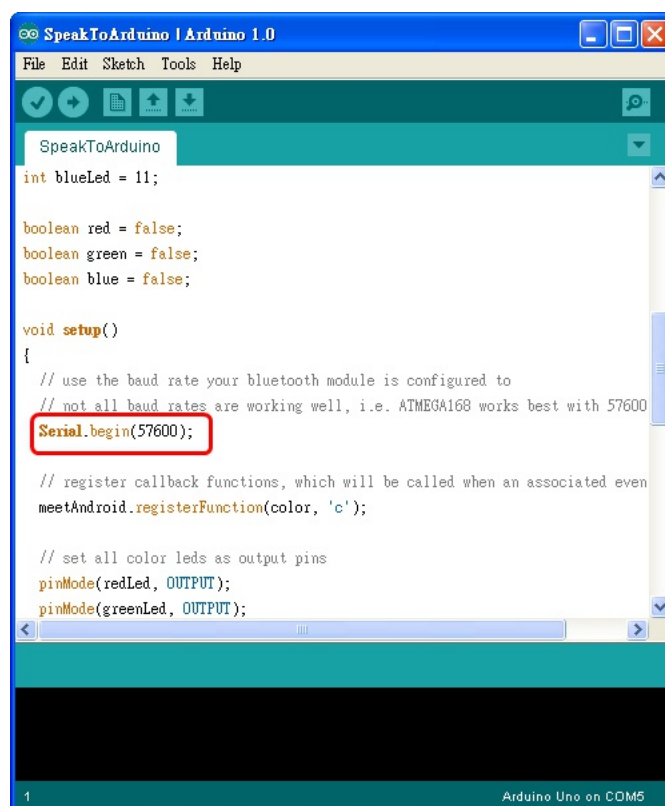 SpeakToArduino | Arduino 1.0
File Edit Sketch Tools Help
SpeakToArduino
int blueLed = 11;
boolean red = false;
boolean green = false;
boolean blue = false;
void setup()
{
// use the baud rate your bluetooth module is configured to
// not all baud rates are working well, i.e. ATMEGA168 works best with 57600
Serial.begin(57600);
// register callback functions, which will be called when an associated even
meetAndroid.registerFunction(color, 'c');
// set all color leds as output pins
pinMode(redLed, OUTPUT);
pinMode(greenLed, OUTPUT);
1 Arduino Uno on COM5